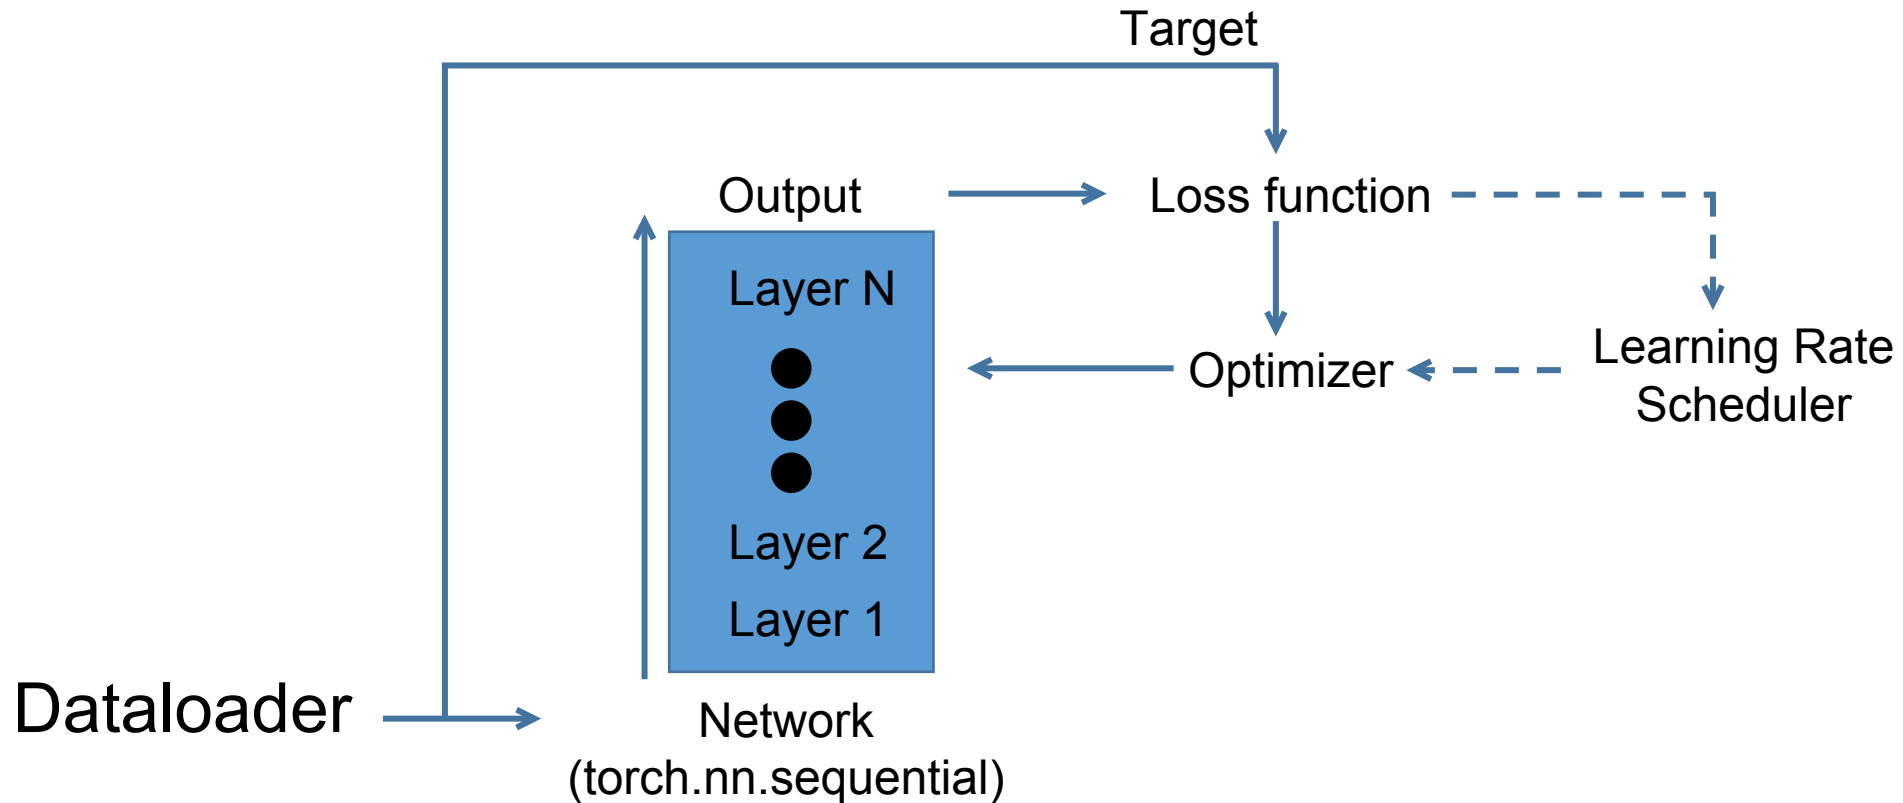 Target
Output
Loss function
Layer N
Learning Rate
Scheduler
Optimizer
Layer 2
Layer 1
Dataloader
Network
(torch.nn.sequential)